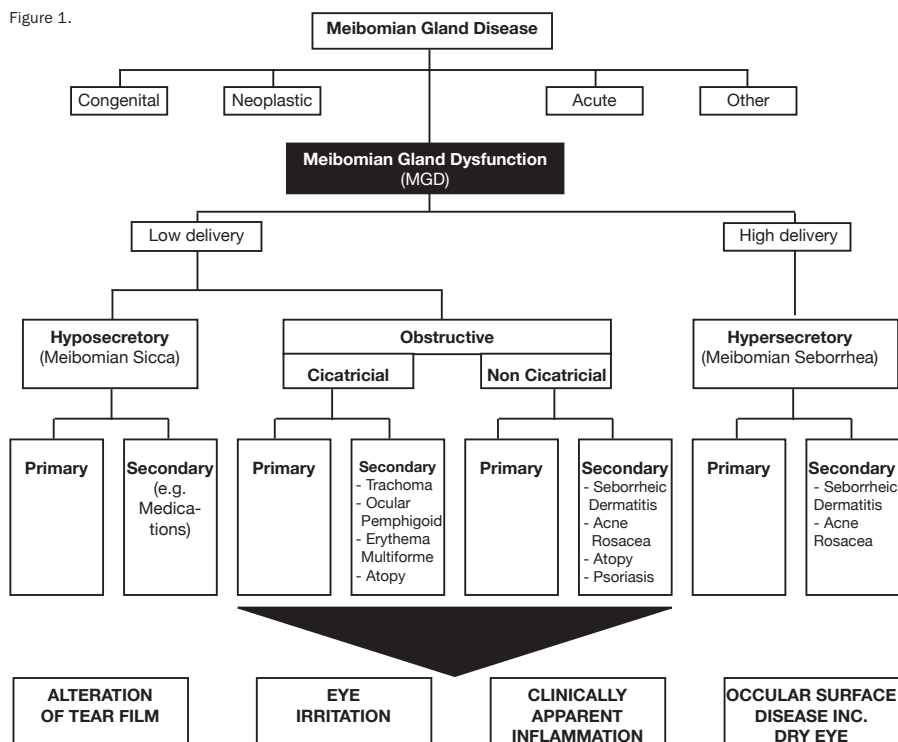 Figure 1.
Meibomian Gland Disease
Congenital
Neoplastic
Acute
Other
Meibomian Gland Dysfunction
(MGD)
Low delivery
High delivery
Hyposecretory
(Meibomian Sicca)
Obstructive
Cicatricial
Non Cicatricial
Hypersecretory
(Meibomian Seborrhea)
Primary
Secondary
(e.g.
Medica-
tions)
Primary
Secondary
- Trachoma
- Ocular
Pemphigoid
- Erythema
Multiforme
- Atopy
Primary
Secondary
- Seborrheic
Dermatitis
- Acne
Rosacea
- Atopy
- Psoriasis
Primary
Secondary
- Seborrheic
Dermatitis
- Acne
Rosacea
ALTERATION
OF TEAR FILM
EYE
IRRITATION
CLINICALLY
APPARENT
INFLAMMATION
OCCULAR SURFACE
DISEASE INC.
DRY EYE